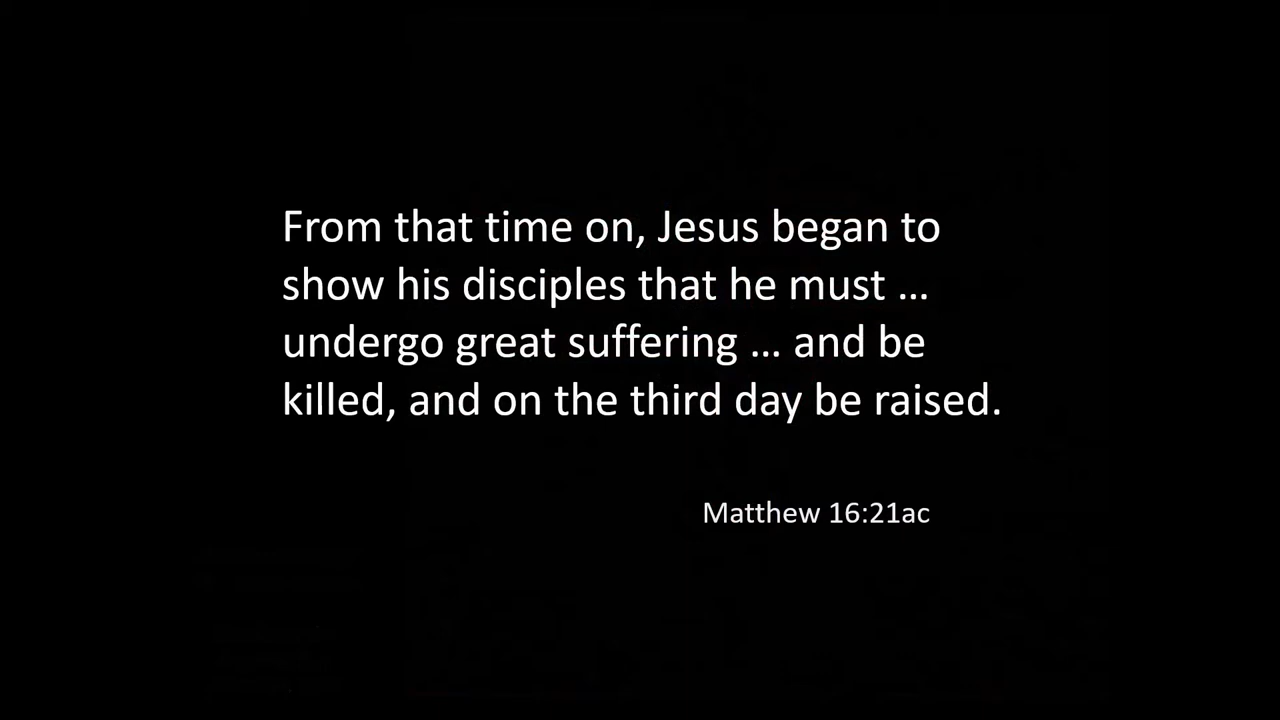 From that time on, Jesus began to
show his disciples that he must …
undergo great suffering … and be
killed, and on the third day be raised.
Matthew 16:21ac